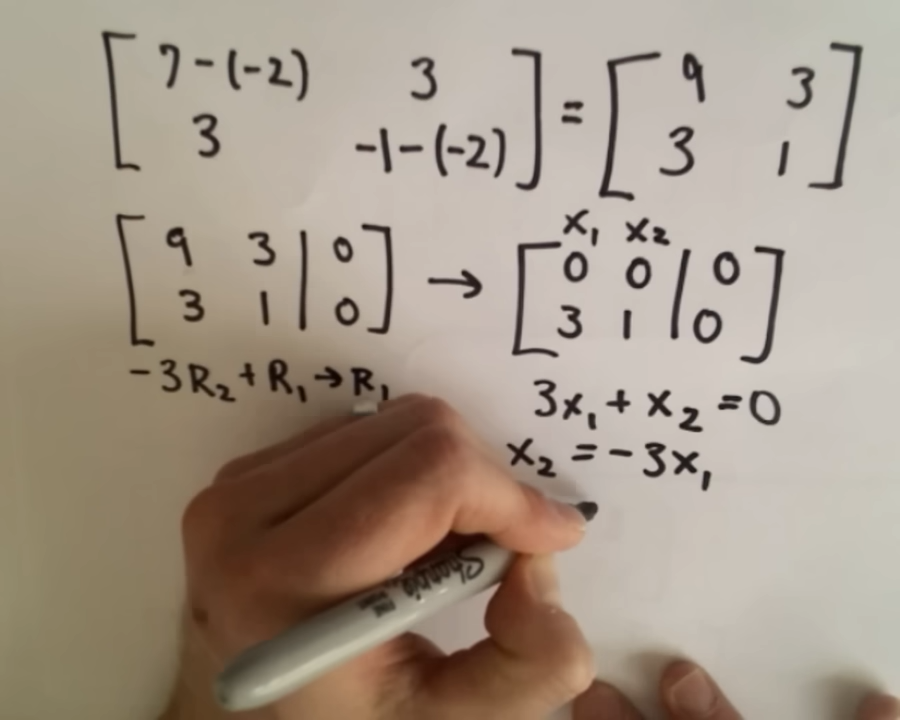 [ 7-(-2) 3 ] = [ 9 3 ]
[ 3 -1-(-2) ] [ 3 1 ]
x₁ x₂
[ 9 3 | 0 ] → [ 0 0 | 0 ]
[ 3 1 | 0 ] [ 3 1 | 0 ]
-3R₂ + R₁ → R₁
3x₁ + x₂ = 0
x₂ = -3x₁
Sharpie